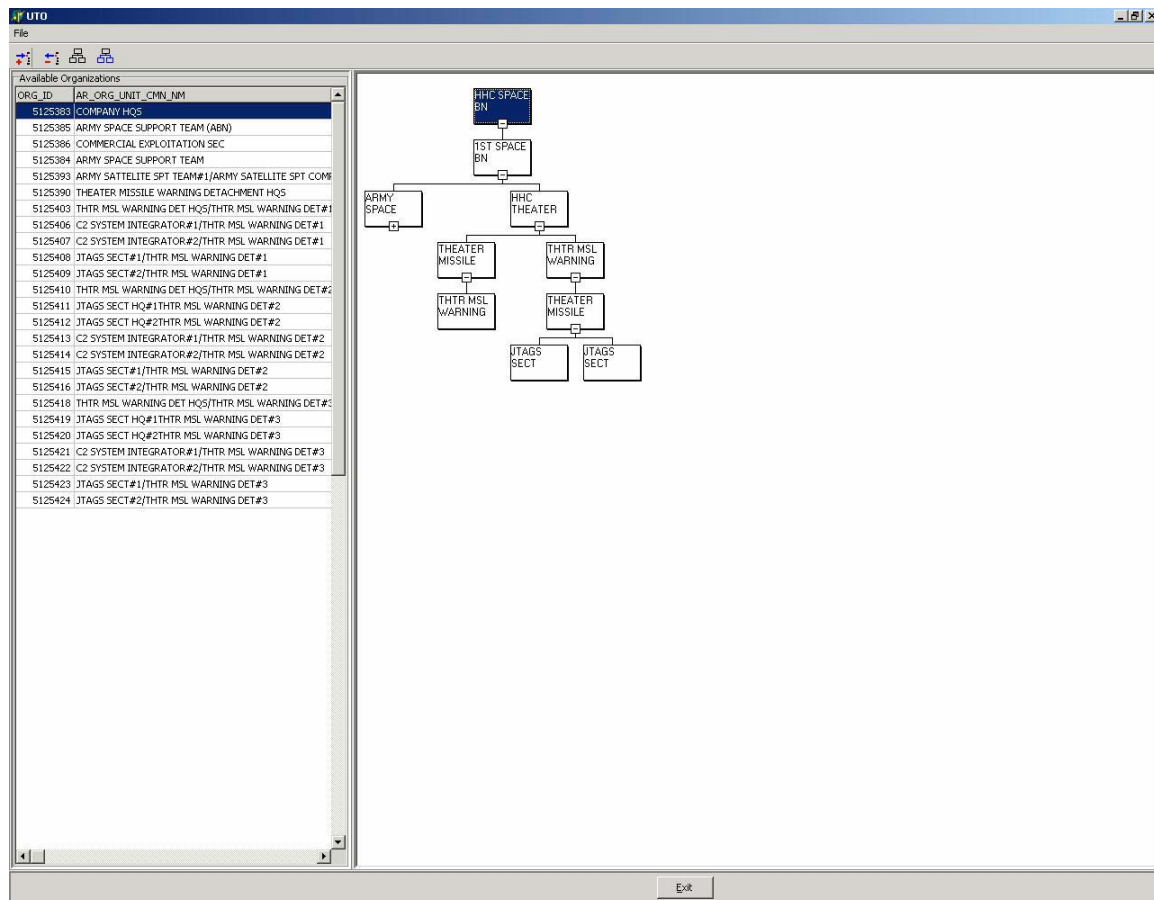 UTO
File
Available Organizations
ORG_ID AR_ORG_UNIT_CMN_NM
5125383 COMPANY HQS
5125385 ARMY SPACE SUPPORT TEAM (ABN)
5125386 COMMERCIAL EXPLOITATION SEC
5125384 ARMY SPACE SUPPORT TEAM
5125393 ARMY SATTELITE SPT TEAM#1/ARMY SATELLITE SPT COMP
5125390 THEATER MISSILE WARNING DETACHMENT HQS
5125403 THTR MSL WARNING DET HQS/THTR MSL WARNING DET#1
5125406 C2 SYSTEM INTEGRATOR#1/THTR MSL WARNING DET#1
5125407 C2 SYSTEM INTEGRATOR#2/THTR MSL WARNING DET#1
5125408 JTAGS SECT#1/THTR MSL WARNING DET#1
5125409 JTAGS SECT#2/THTR MSL WARNING DET#1
5125410 THTR MSL WARNING DET HQS/THTR MSL WARNING DET#2
5125411 JTAGS SECT HQ#1THTR MSL WARNING DET#2
5125412 JTAGS SECT HQ#2THTR MSL WARNING DET#2
5125413 C2 SYSTEM INTEGRATOR#1/THTR MSL WARNING DET#2
5125414 C2 SYSTEM INTEGRATOR#2/THTR MSL WARNING DET#2
5125415 JTAGS SECT#1/THTR MSL WARNING DET#2
5125416 JTAGS SECT#2/THTR MSL WARNING DET#2
5125418 THTR MSL WARNING DET HQS/THTR MSL WARNING DET#3
5125419 JTAGS SECT HQ#1THTR MSL WARNING DET#3
5125420 JTAGS SECT HQ#2THTR MSL WARNING DET#3
5125421 C2 SYSTEM INTEGRATOR#1/THTR MSL WARNING DET#3
5125422 C2 SYSTEM INTEGRATOR#2/THTR MSL WARNING DET#3
5125423 JTAGS SECT#1/THTR MSL WARNING DET#3
5125424 JTAGS SECT#2/THTR MSL WARNING DET#3
HHC SPACE
BN
1ST SPACE
BN
ARMY
SPACE
HHC
THEATER
THEATER
MISSILE
THTR MSL
WARNING
THTR MSL
WARNING
THEATER
MISSILE
JTAGS
SECT
JTAGS
SECT
Exit